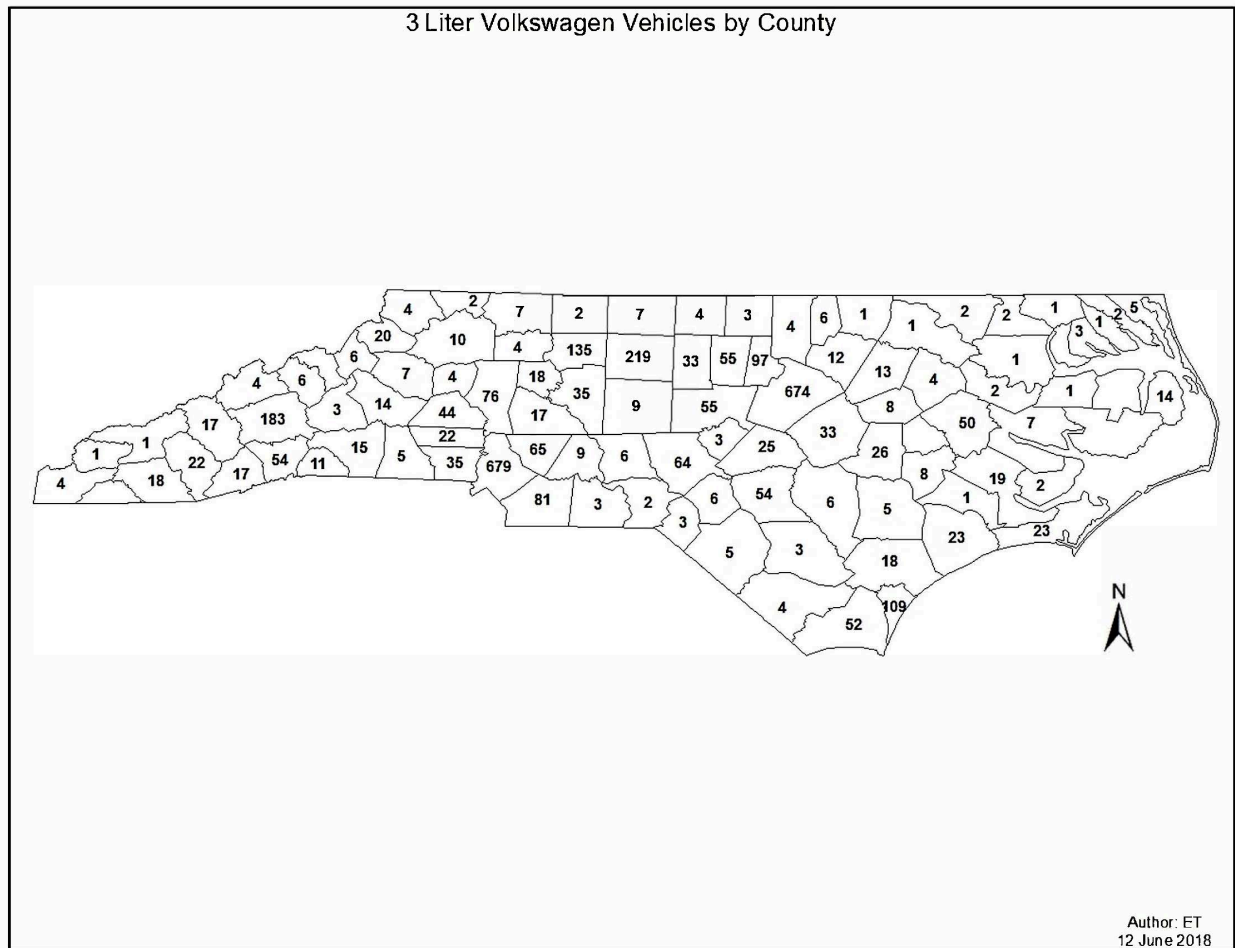 3 Liter Volkswagen Vehicles by County
4 2 7 2 7 4 3 4 6 1 1 2 2 1 3 1 2 5
20 10 4 135 219 33 55 97 12 1
6 7 4 18 35 13 4 2 1 14
4 6 14 76 17 9 55 674 8
17 183 3 44 33 50 7
1 1 22 15 5 22 65 9 6 64 3 25 26
4 18 17 54 11 35 679 8 19 2
81 3 2 3 6 54 6 5 1 23 23
5 3 18
4 52 109
N
Author: ET
12 June 2018